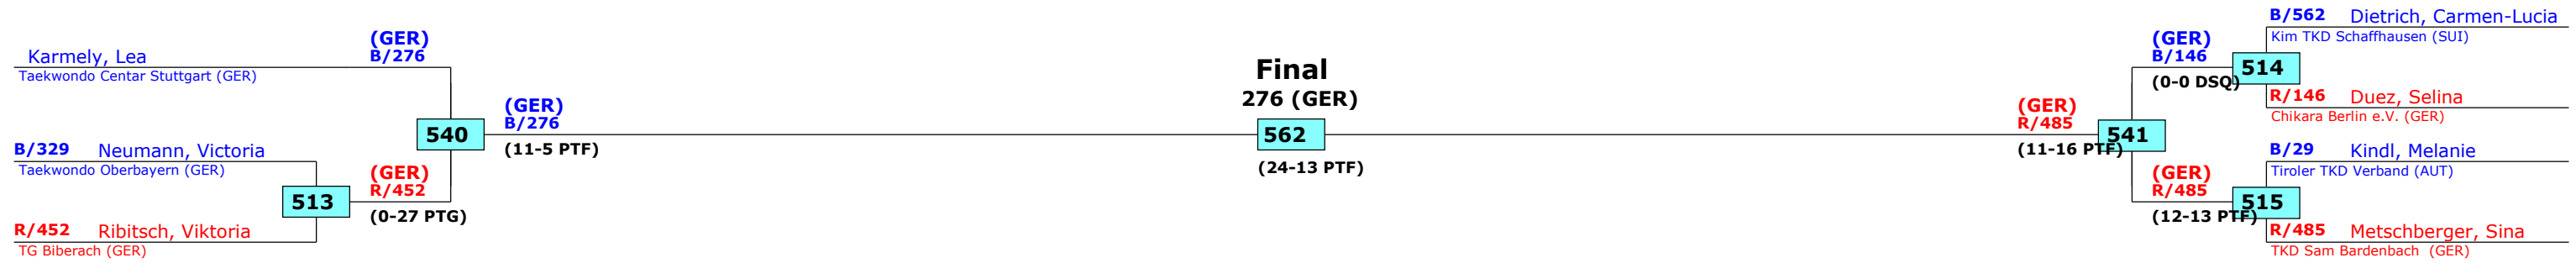 Karmely, Lea
Taekwondo Centar Stuttgart (GER)
(GER)
B/276
B/329 Neumann, Victoria
Taekwondo Oberbayern (GER)
513
R/452 Ribitsch, Viktoria
TG Biberach (GER)
(GER)
R/452
(0-27 PTG)
540
(GER)
B/276
(11-5 PTF)
Final
276 (GER)
562
(24-13 PTF)
(GER)
R/485
(11-16 PTF)
541
(GER)
B/146
(0-0 DSQ)
514
B/562 Dietrich, Carmen-Lucia
Kim TKD Schaffhausen (SUI)
R/146 Duez, Selina
Chikara Berlin e.V. (GER)
(GER)
R/485
(12-13 PTF)
515
B/29 Kindl, Melanie
Tiroler TKD Verband (AUT)
R/485 Metschberger, Sina
TKD Sam Bardenbach (GER)